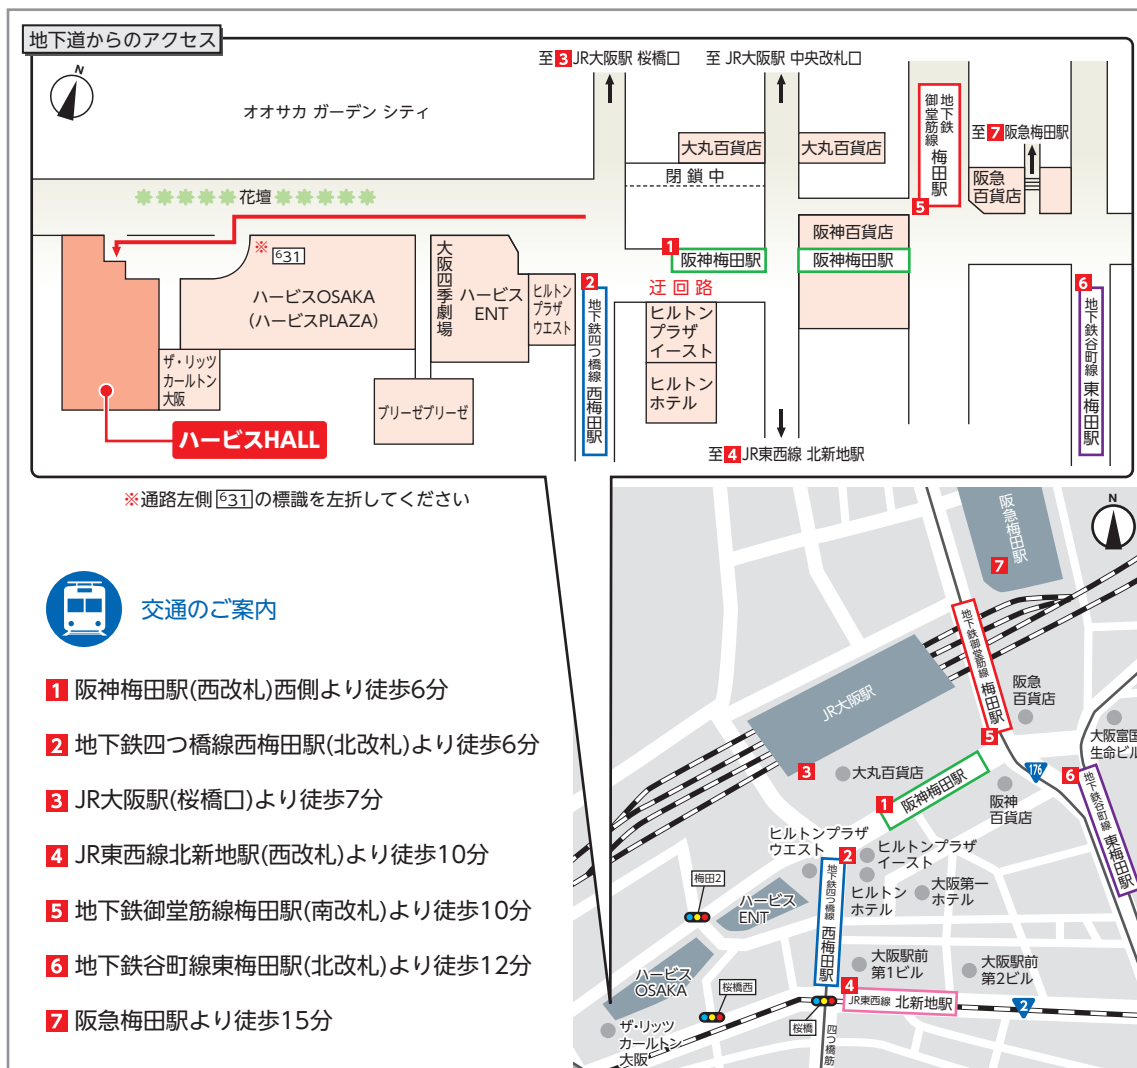 地下道からのアクセス
N
至3JR大阪駅 桜橋口
至 JR大阪駅 中央改札口
オオサカ ガーデン シティ
地下鉄
御堂筋線 梅田駅
5
至7阪急梅田駅
大丸百貨店
大丸百貨店
閉鎖中
阪急
百貨店
花壇
阪神百貨店
1
阪神梅田駅
阪神梅田駅
※
631
大阪四季劇場
2
地下鉄四つ橋線 西梅田駅
迂回路
6
地下鉄谷町線 東梅田駅
ハービスOSAKA
(ハービスPLAZA)
ハービス
ENT
ヒルトン
プラザ
ウエスト
ヒルトン
プラザ
イースト
ザ・リッツ
カールトン
大阪
ヒルトン
ホテル
ブリーゼブリーゼ
ハービスHALL
至4JR東西線 北新地駅
※通路左側631の標識を左折してください
交通のご案内
1 阪神梅田駅(西改札)西側より徒歩6分
2 地下鉄四つ橋線西梅田駅(北改札)より徒歩6分
3 JR大阪駅(桜橋口)より徒歩7分
4 JR東西線北新地駅(西改札)より徒歩10分
5 地下鉄御堂筋線梅田駅(南改札)より徒歩10分
6 地下鉄谷町線東梅田駅(北改札)より徒歩12分
7 阪急梅田駅より徒歩15分
阪急梅田駅
7
N
地下鉄御堂筋線 梅田駅
5
JR大阪駅
阪急
百貨店
大阪富国
生命ビル
3
大丸百貨店
176
6
地下鉄谷町線 東梅田駅
1
阪神梅田駅
阪神
百貨店
ヒルトンプラザ
ウエスト
2
ヒルトンプラザ
イースト
地下鉄四つ橋線 西梅田駅
梅田2
ハービス
ENT
ヒルトン
ホテル
大阪第一
ホテル
ハービス
OSAKA
大阪駅前
第1ビル
大阪駅前
第2ビル
桜橋西
4
JR東西線 北新地駅
2
桜橋
ザ・リッツ
カールトン
大阪
四つ橋筋